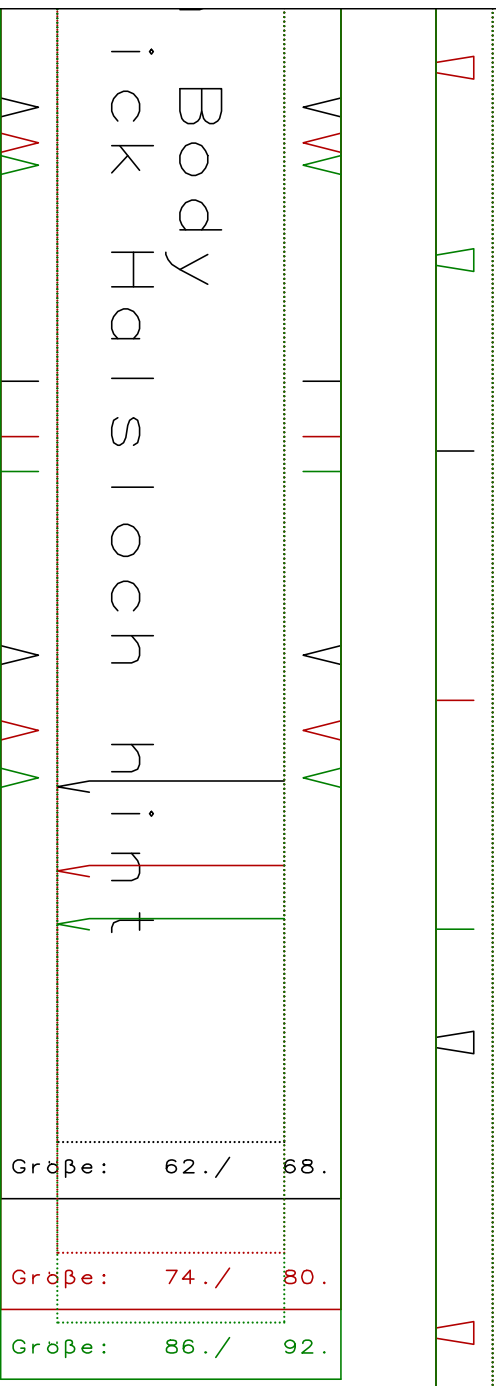 Body
ick Halsloch hint
Größe: 62./ 68.
Größe: 74./ 80.
Größe: 86./ 92.